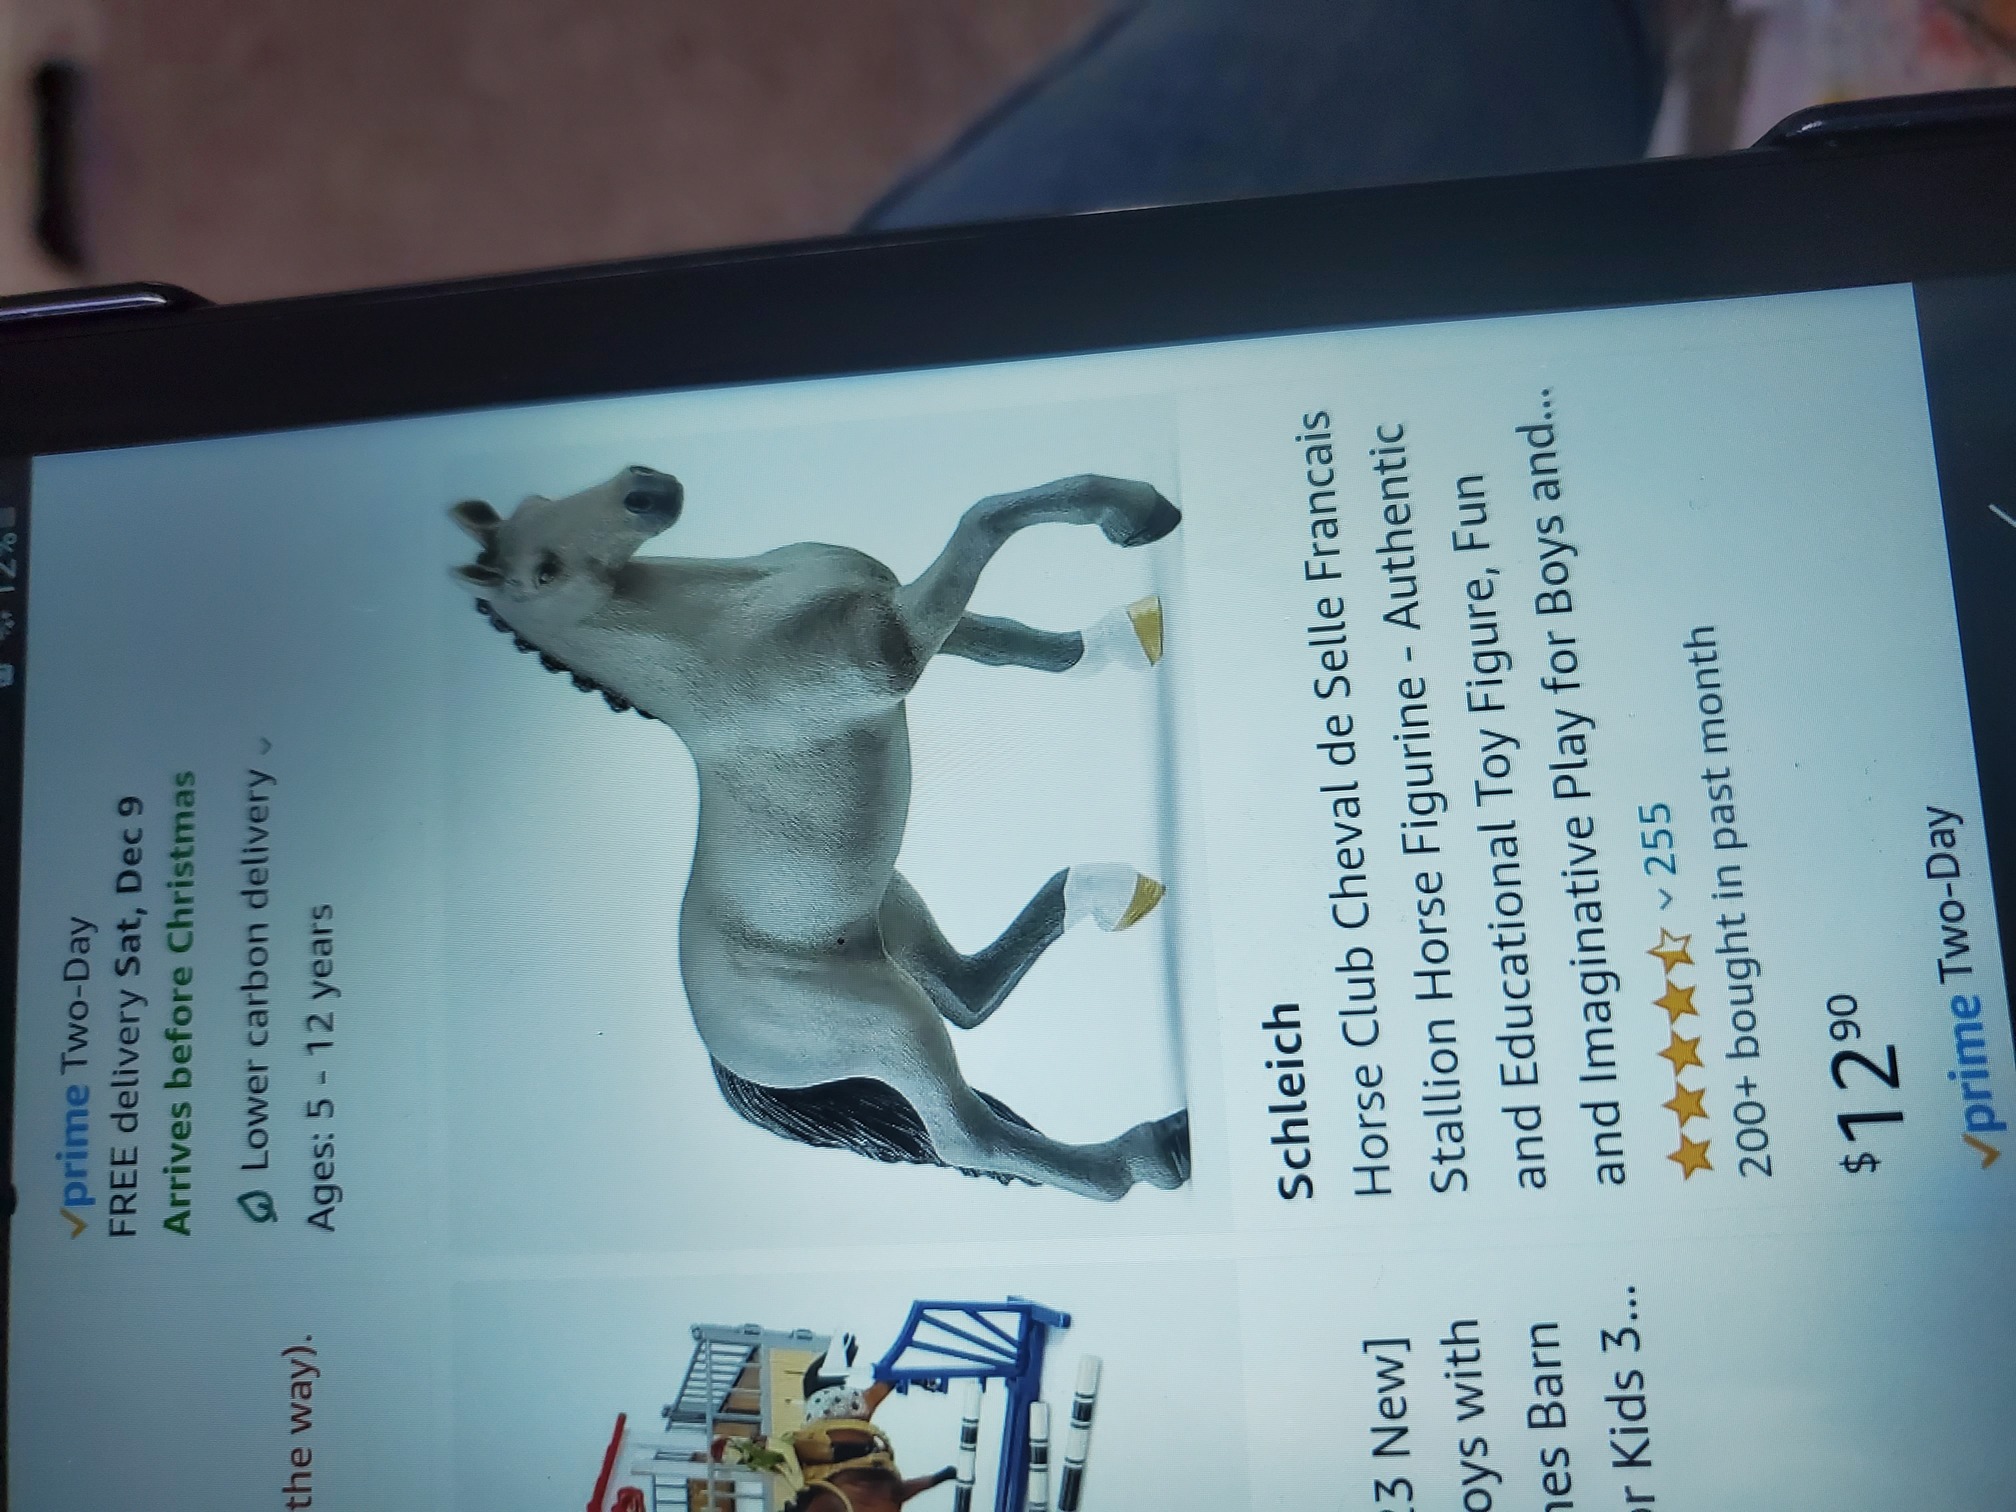 12%
prime Two-Day
FREE delivery Sat, Dec 9
Arrives before Christmas
Lower carbon delivery
Ages: 5 - 12 years
the way).
Schleich
Horse Club Cheval de Selle Francais
Stallion Horse Figurine - Authentic
and Educational Toy Figure, Fun
and Imaginative Play for Boys and...
255
200+ bought in past month
$12.90
prime Two-Day
3 New]
oys with
nes Barn
or Kids 3...